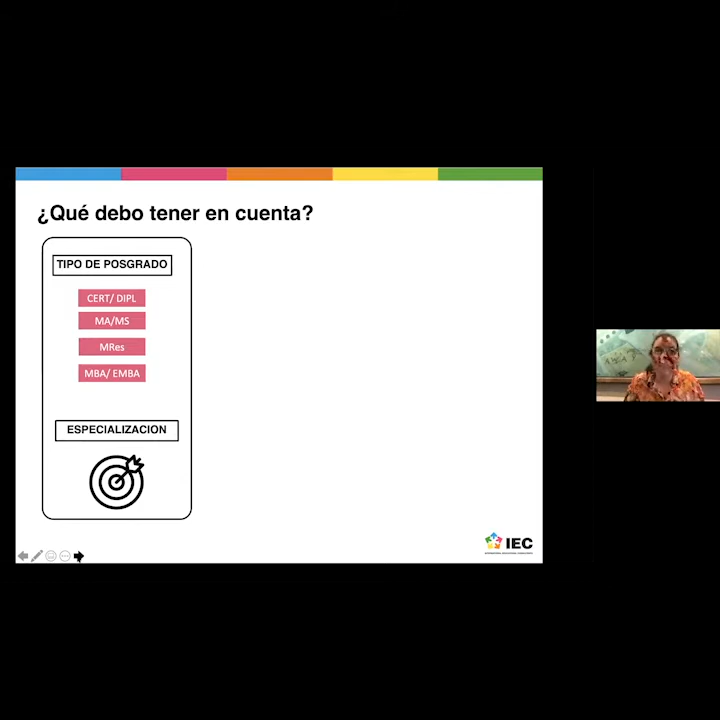 ¿Qué debo tener en cuenta?
TIPO DE POSGRADO
CERT/ DIPL
MA/MS
MRes
MBA/ EMBA
ESPECIALIZACION
IEC